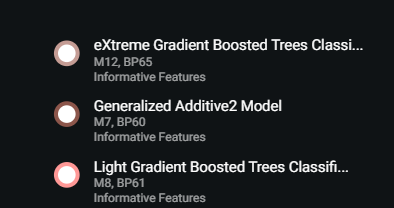 eXtreme Gradient Boosted Trees Classi...
M12, BP65
Informative Features
Generalized Additive2 Model
M7, BP60
Informative Features
Light Gradient Boosted Trees Classifi...
M8, BP61
Informative Features